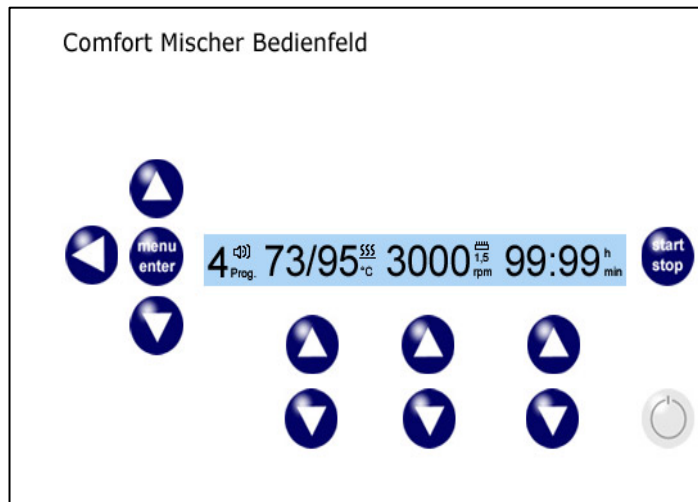 Comfort Mischer Bedienfeld
menu
enter
4 Prog. 73/95 °C 3000 1,5 rpm 99:99 h min
start
stop